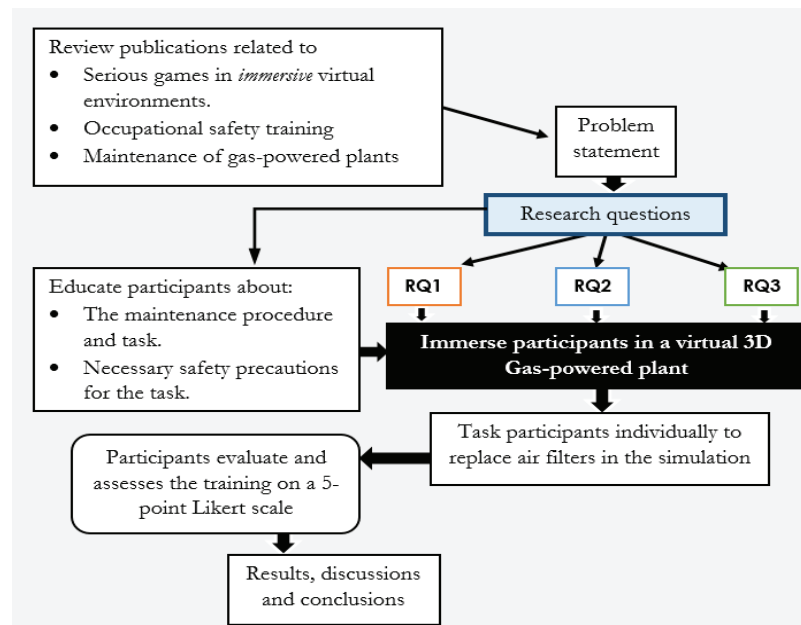 Review publications related to
• Serious games in immersive virtual
environments.
• Occupational safety training
• Maintenance of gas-powered plants
Problem
statement
Research questions
RQ1
RQ2
RQ3
Educate participants about:
• The maintenance procedure
and task.
• Necessary safety precautions
for the task.
Immerse participants in a virtual 3D
Gas-powered plant
Task participants individually to
replace air filters in the simulation
Participants evaluate and
assesses the training on a 5-
point Likert scale
Results, discussions
and conclusions